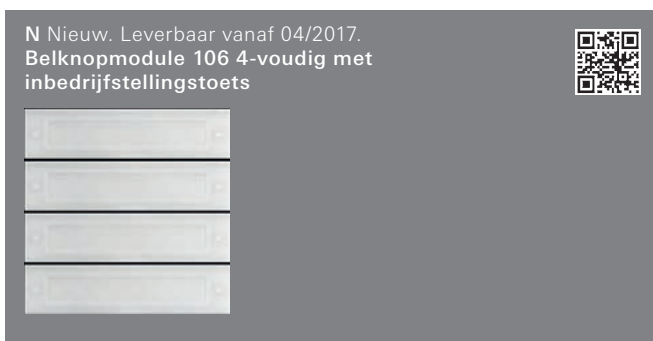 N Nieuw. Leverbaar vanaf 04/2017.
Belknopmodule 106 4-voudig met
inbedrijfstellingstoets